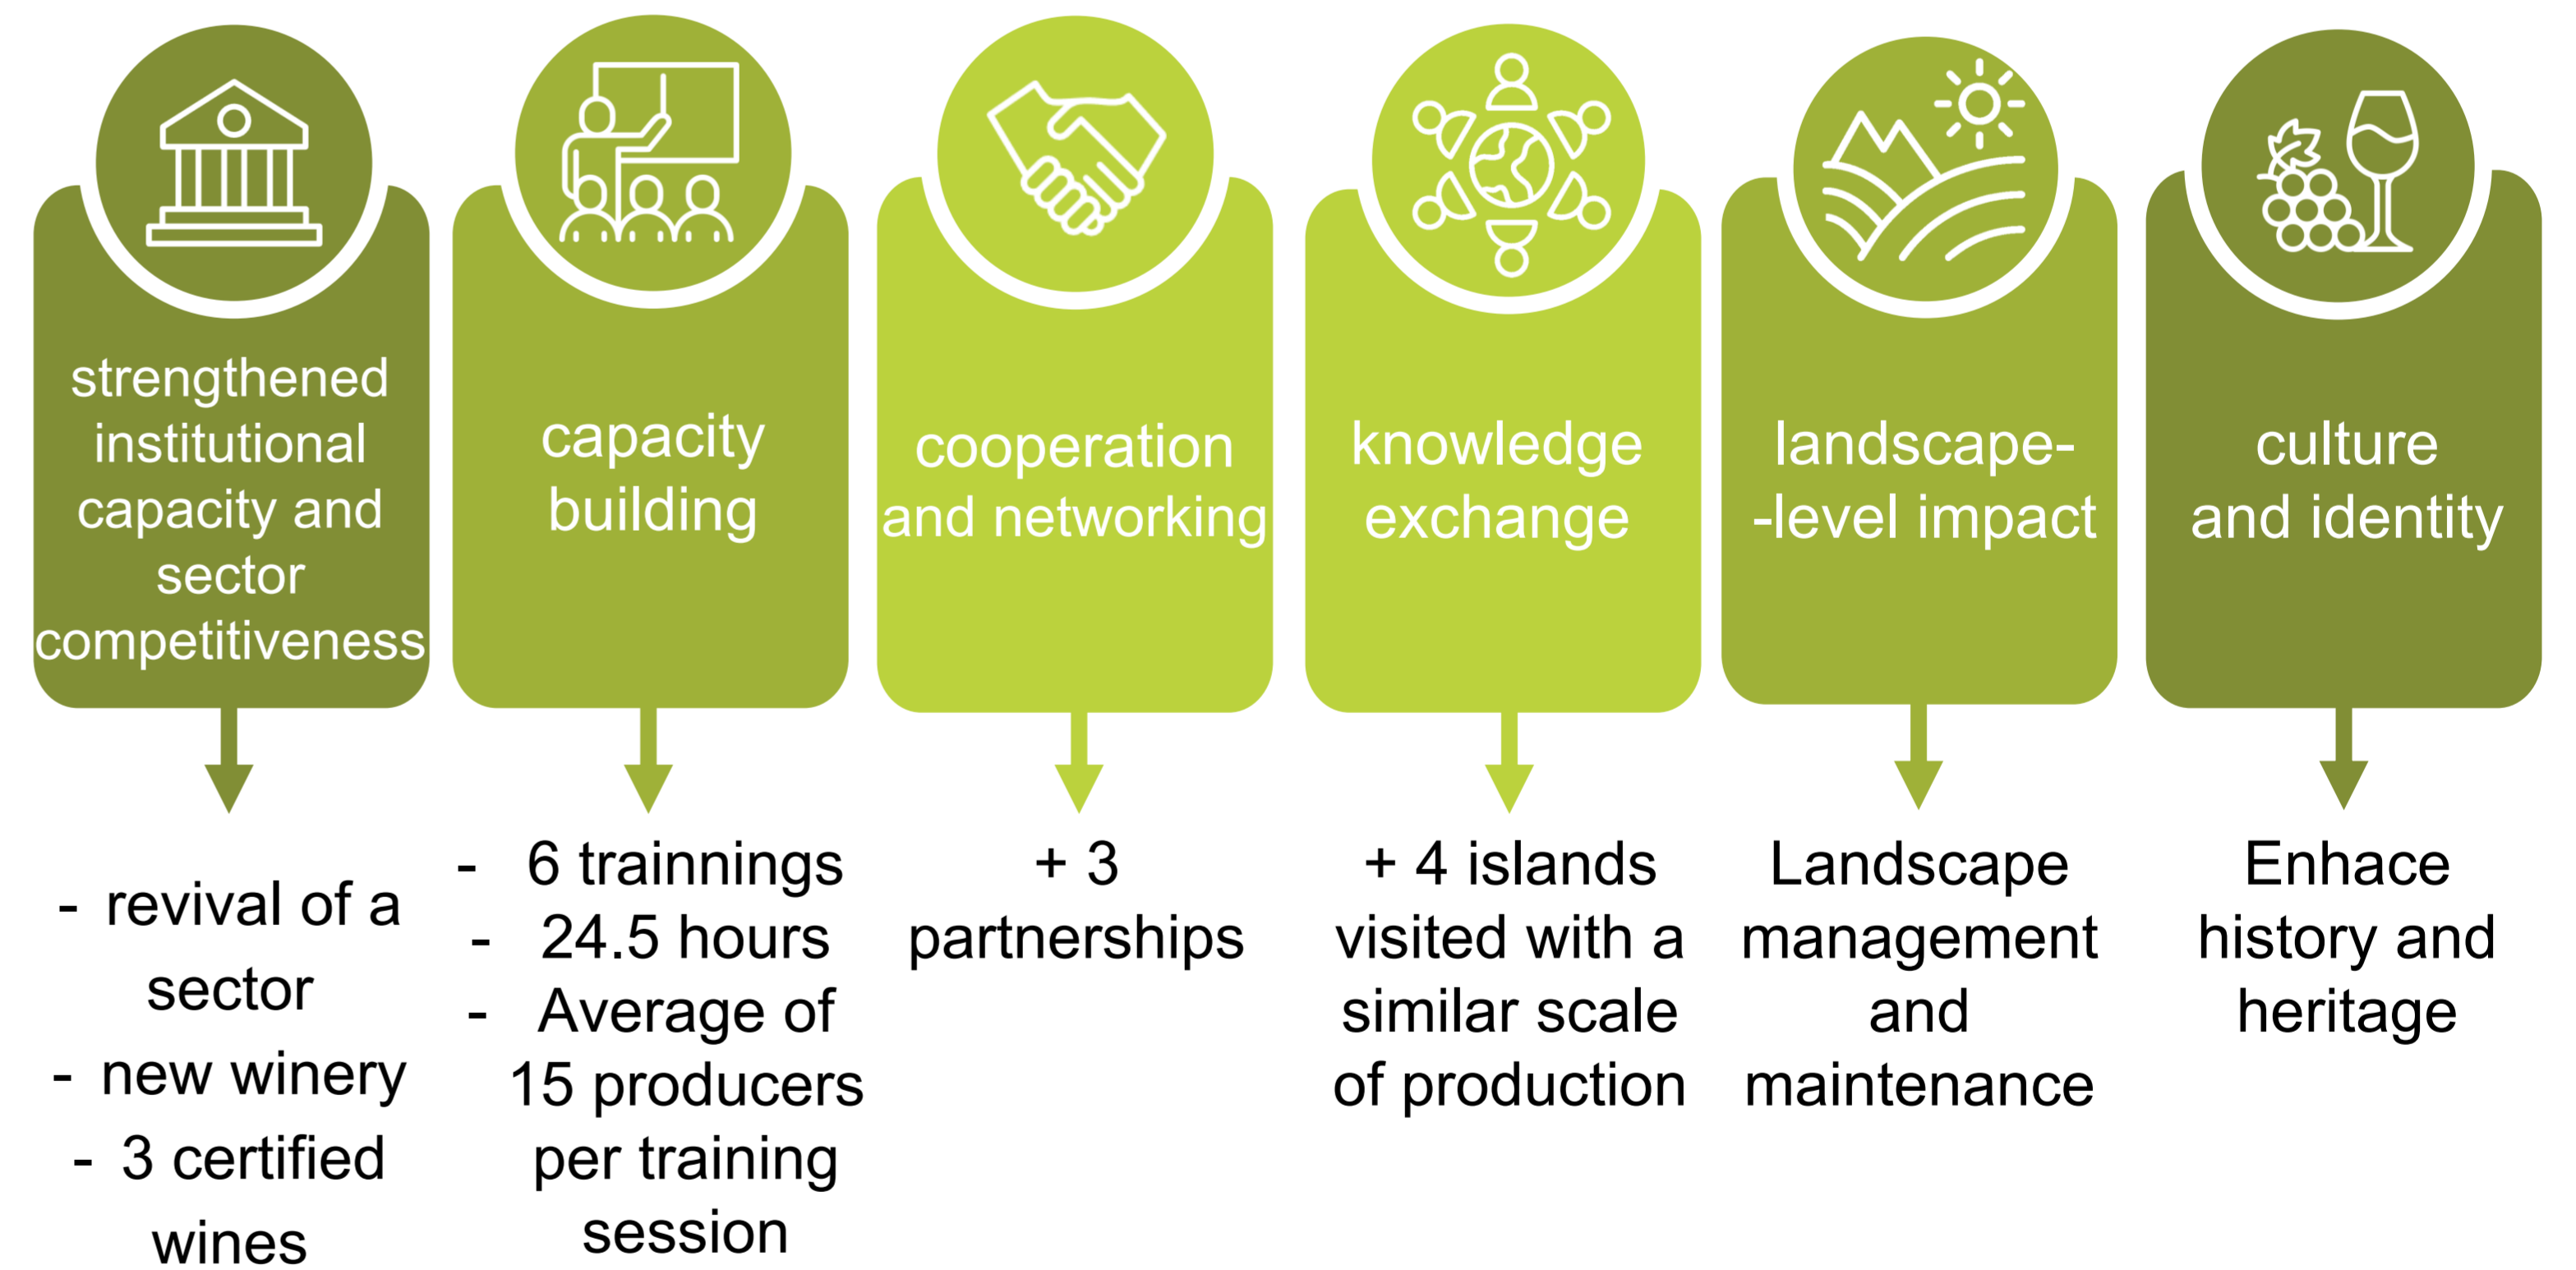 strengthened
institutional
capacity and
sector
competitiveness
capacity
building
cooperation
and networking
knowledge
exchange
landscape-
-level impact
culture
and identity
- revival of a
sector
- new winery
- 3 certified
wines
- 6 trainnings
- 24.5 hours
- Average of
15 producers
per training
session
+ 3
partnerships
+ 4 islands
visited with a
similar scale
of production
Landscape
management
and
maintenance
Enhace
history and
heritage